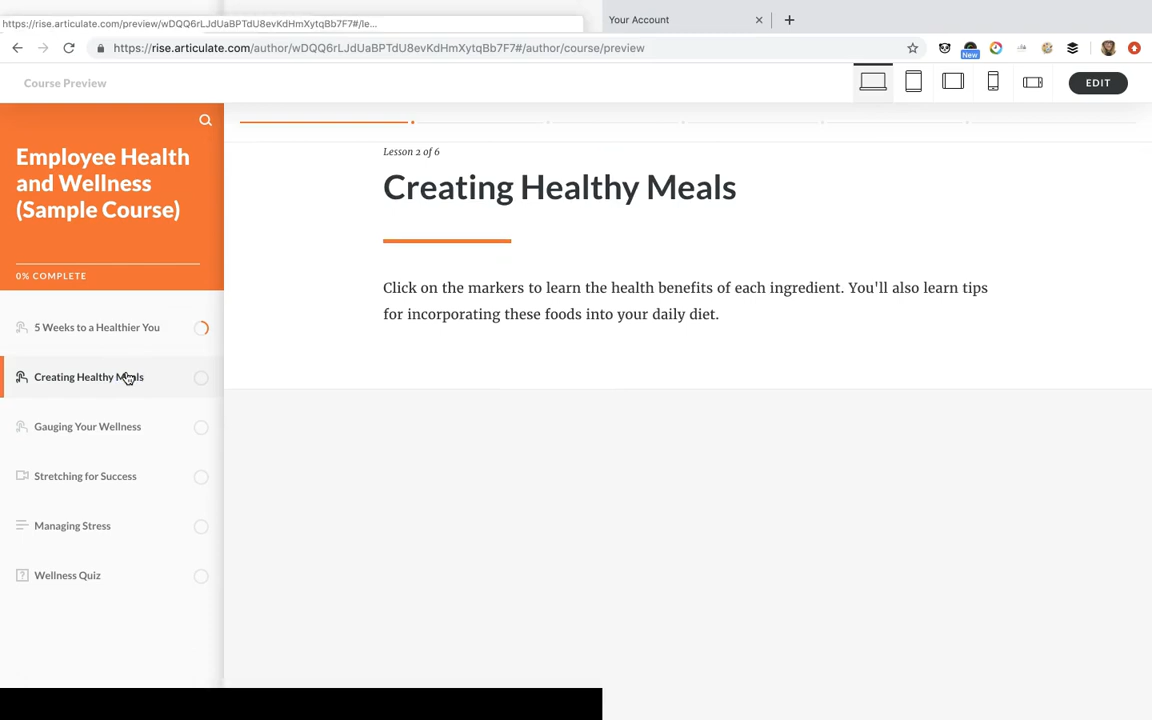 https://rise.articulate.com/preview/wDQQ6rLJdUaBPTdU8evKdHmXytqBb7F7#/le...
Your Account
https://rise.articulate.com/author/wDQQ6rLJdUaBPTdU8evKdHmXytqBb7F7#/author/course/preview
New
Course Preview
EDIT
Employee Health
and Wellness
(Sample Course)
0% COMPLETE
5 Weeks to a Healthier You
Creating Healthy Meals
Gauging Your Wellness
Stretching for Success
Managing Stress
Wellness Quiz
Lesson 2 of 6
Creating Healthy Meals
Click on the markers to learn the health benefits of each ingredient. You'll also learn tips
for incorporating these foods into your daily diet.